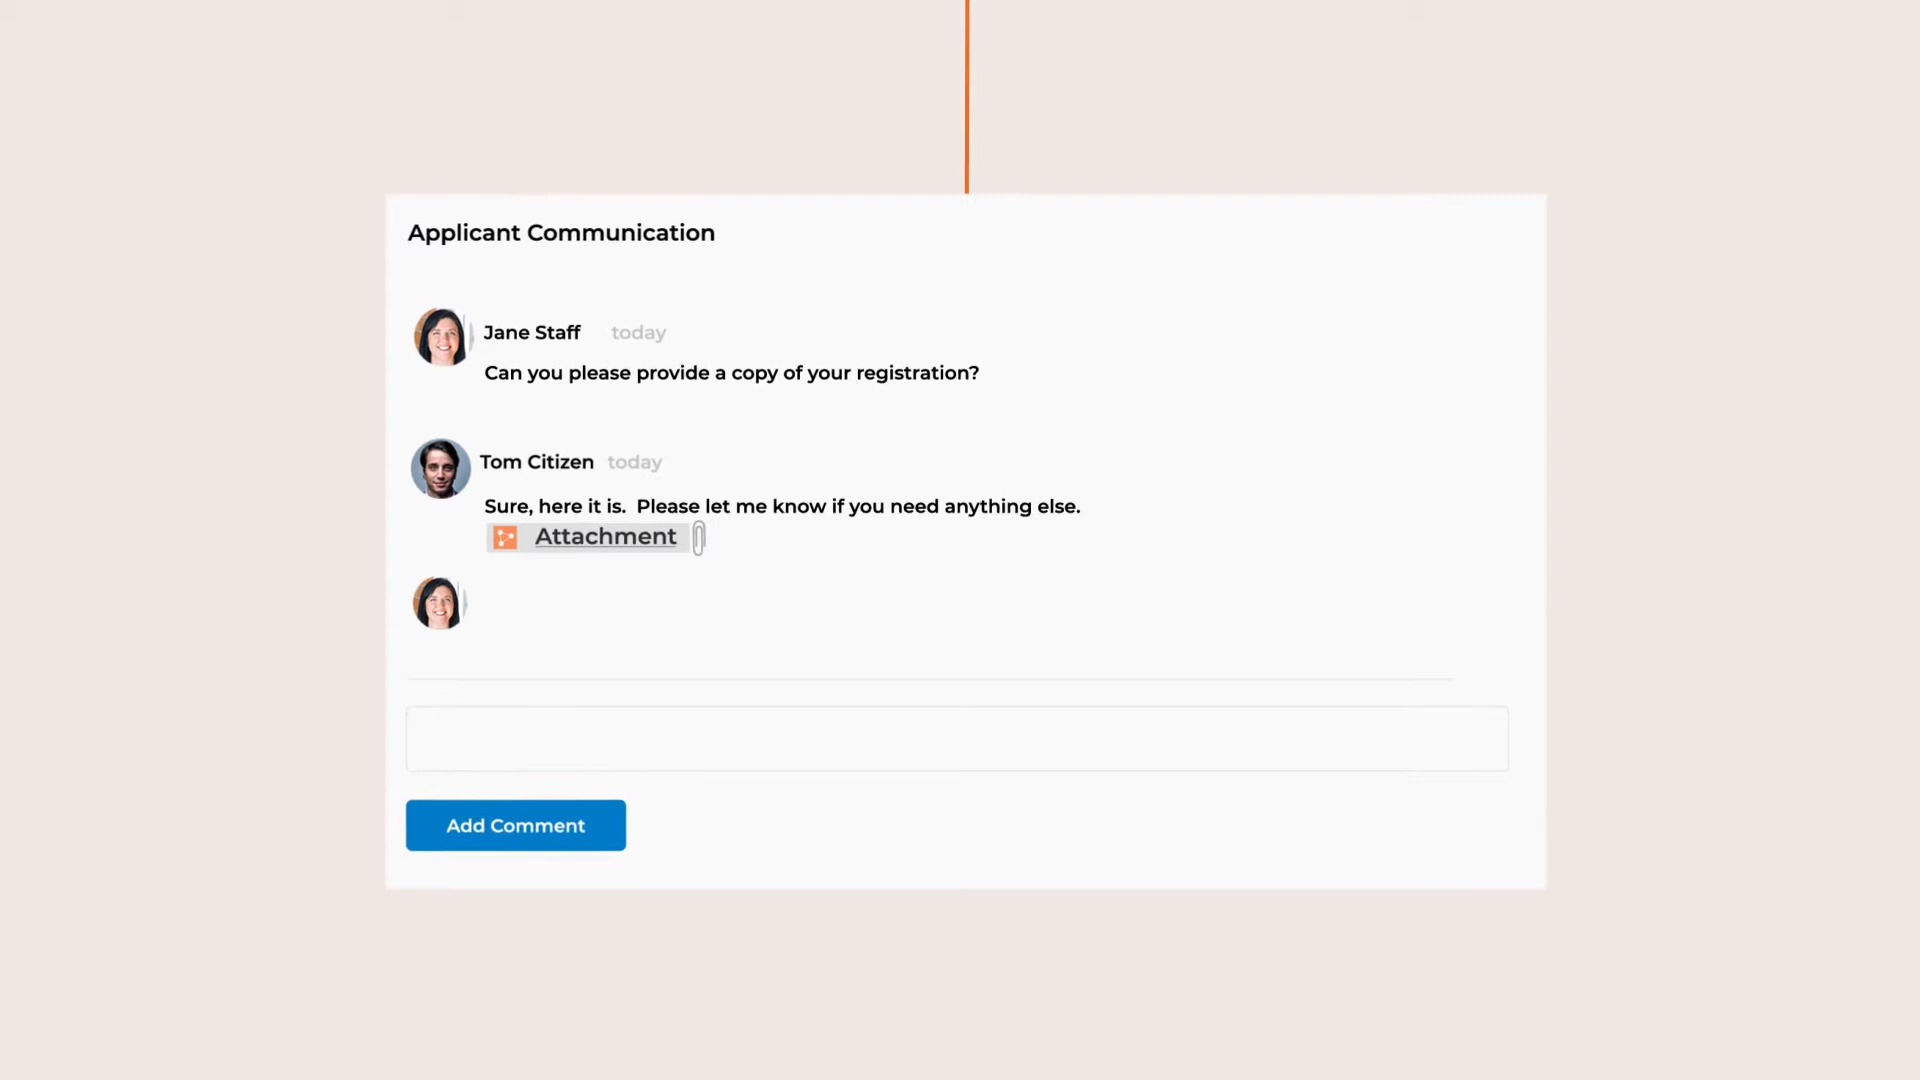 Applicant Communication
Jane Staff today
Can you please provide a copy of your registration?
Tom Citizen today
Sure, here it is. Please let me know if you need anything else.
Attachment
Add Comment